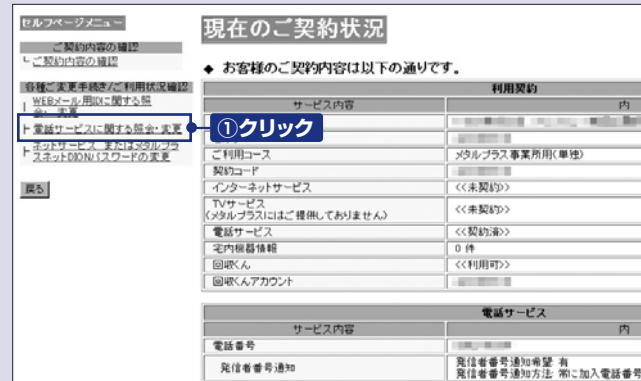 セルフページメニュー
ご契約内容の確認
ご契約内容の確認
各種ご変更手続き/ご利用状況確認
WEBメール用IDに関する照
会・変更
電話サービスに関する照会・変更
ネットサービス またはメタルプラ
スネットDIONパスワードの変更
戻る
①クリック
現在のご契約状況
◆ お客様のご契約内容は以下の通りです。
利用契約
サービス内容 内
ご利用コース メタルプラス事業所用(単独)
契約コード
インターネットサービス <<未契約>>
TVサービス
(メタルプラスにはご提供しておりません) <<未契約>>
電話サービス <<契約済>>
宅内機器情報 0 件
回収くん <<利用可>>
回収くんアカウント
電話サービス
サービス内容 内
電話番号
発信者番号通知 発信者番号通知希望 有
発信者番号通知方法 常に加入電話番号